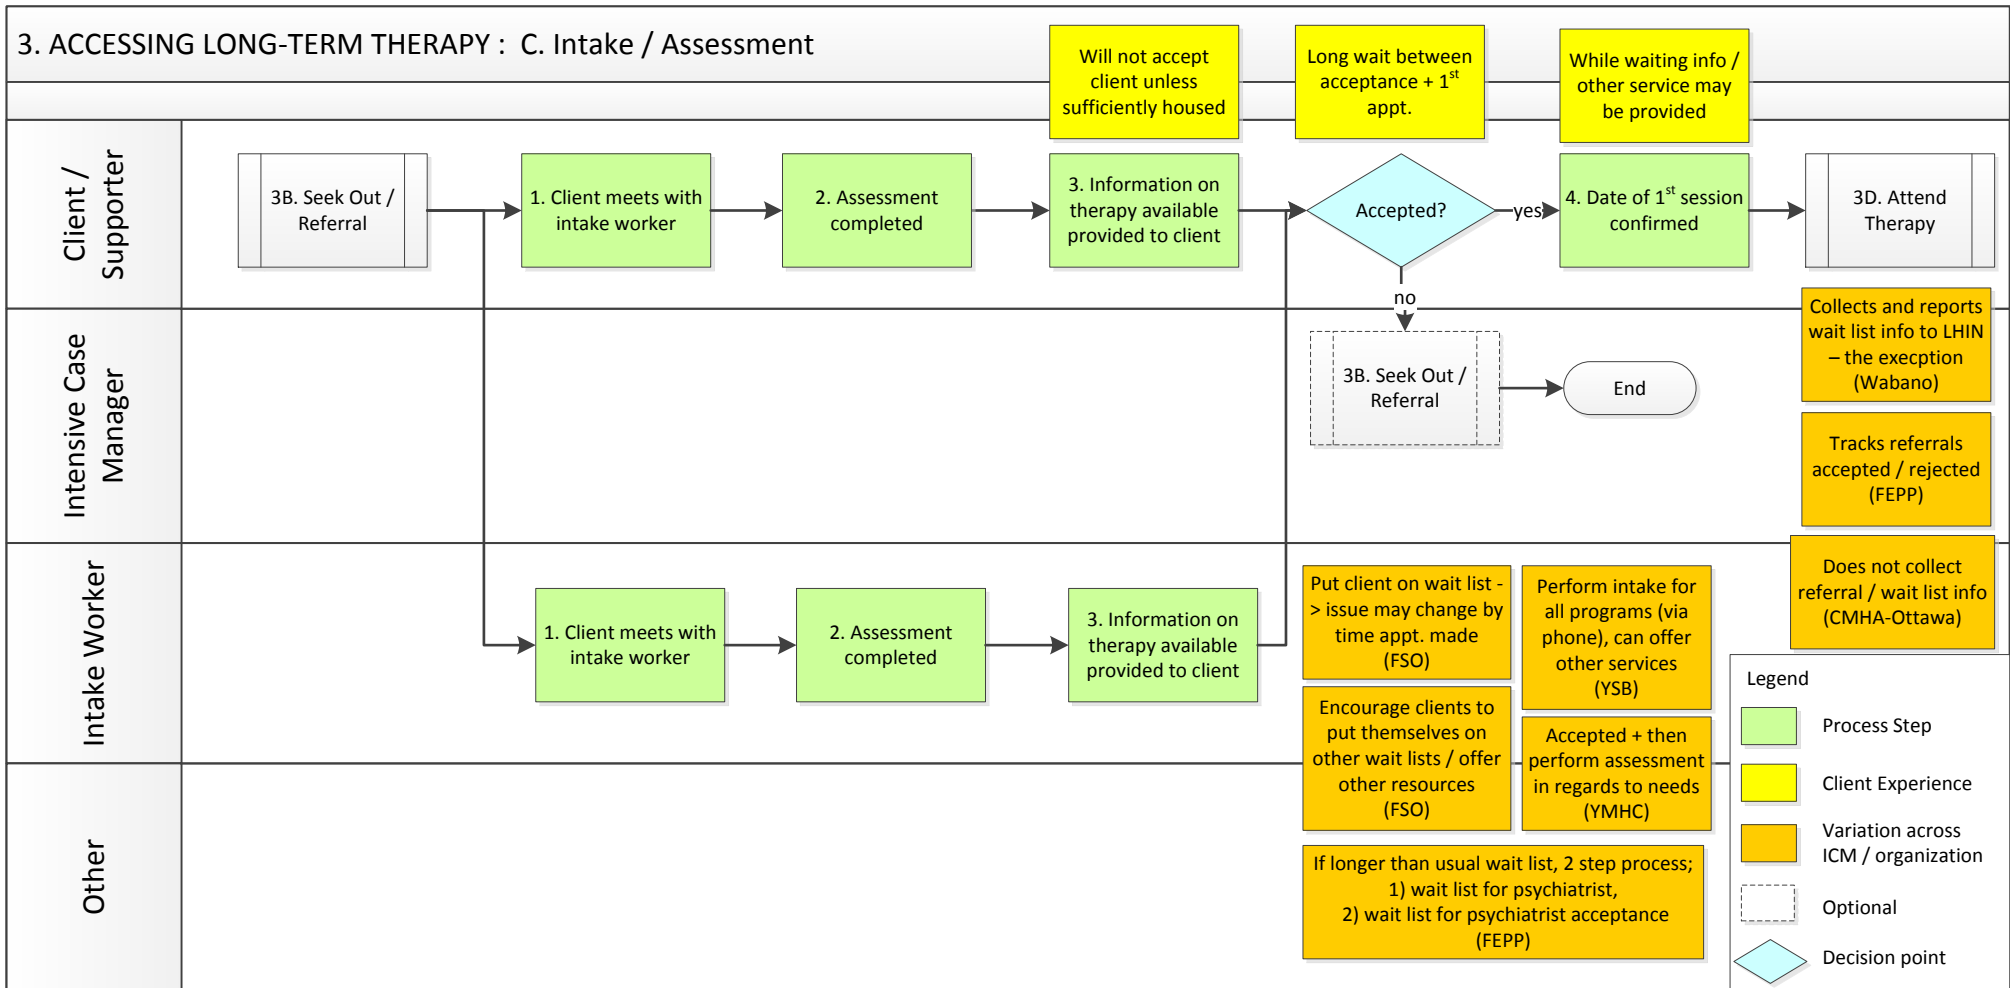 3. ACCESSING LONG-TERM THERAPY :  C. Intake / Assessment
Will not accept
client unless
sufficiently housed
Long wait between
acceptance + 1st
appt.
While waiting info /
other service may
be provided
Client /
Supporter
3B. Seek Out /
Referral
1. Client meets with
intake worker
2. Assessment
completed
3. Information on
therapy available
provided to client
Accepted?
yes
4. Date of 1st session
confirmed
3D. Attend
Therapy
no
Intensive Case
Manager
3B. Seek Out /
Referral
End
Collects and reports
wait list info to LHIN
– the execption
(Wabano)
Tracks referrals
accepted / rejected
(FEPP)
Does not collect
referral / wait list info
(CMHA-Ottawa)
Intake Worker
1. Client meets with
intake worker
2. Assessment
completed
3. Information on
therapy available
provided to client
Put client on wait list -
> issue may change by
time appt. made
(FSO)
Perform intake for
all programs (via
phone), can offer
other services
(YSB)
Encourage clients to
put themselves on
other wait lists / offer
other resources
(FSO)
Accepted + then
perform assessment
in regards to needs
(YMHC)
Other
If longer than usual wait list, 2 step process;
1) wait list for psychiatrist,
2) wait list for psychiatrist acceptance
(FEPP)
Legend
Process Step
Client Experience
Variation across
ICM / organization
Optional
Decision point